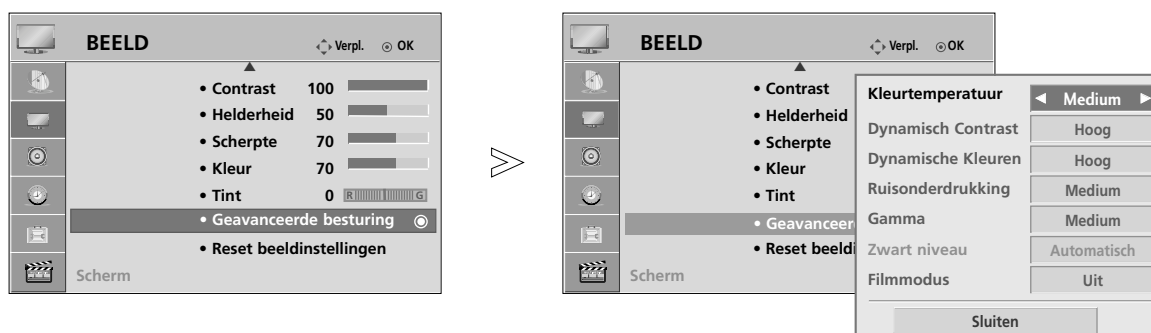 BEELD
Verpl. OK
• Contrast 100
• Helderheid 50
• Scherpte 70
• Kleur 70
• Tint 0 R G
• Geavanceerde besturing
• Reset beeldinstellingen
Scherm
BEELD
Verpl. OK
• Contrast
• Helderheid
• Scherpte
• Kleur
• Tint
• Geavanceer
• Reset beeldi
Scherm
Kleurtemperatuur ◄ Medium ►
Dynamisch Contrast Hoog
Dynamische Kleuren Hoog
Ruisonderdrukking Medium
Gamma Medium
Zwart niveau Automatisch
Filmmodus Uit
Sluiten